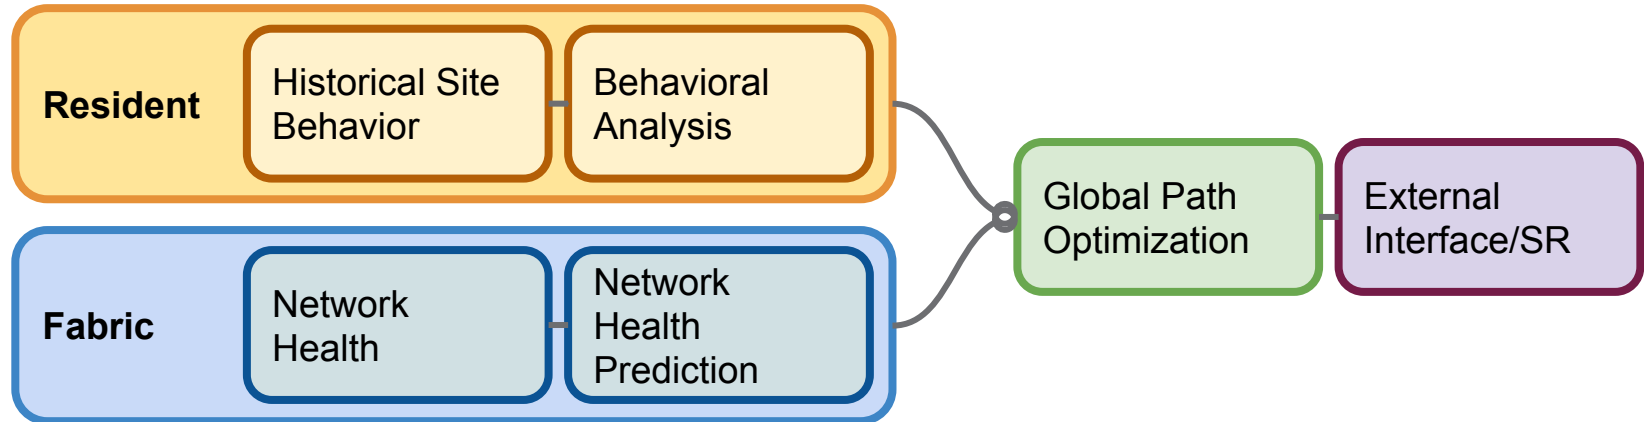 Resident
Historical Site
Behavior
Behavioral
Analysis
Fabric
Network
Health
Network
Health
Prediction
Global Path
Optimization
External
Interface/SR